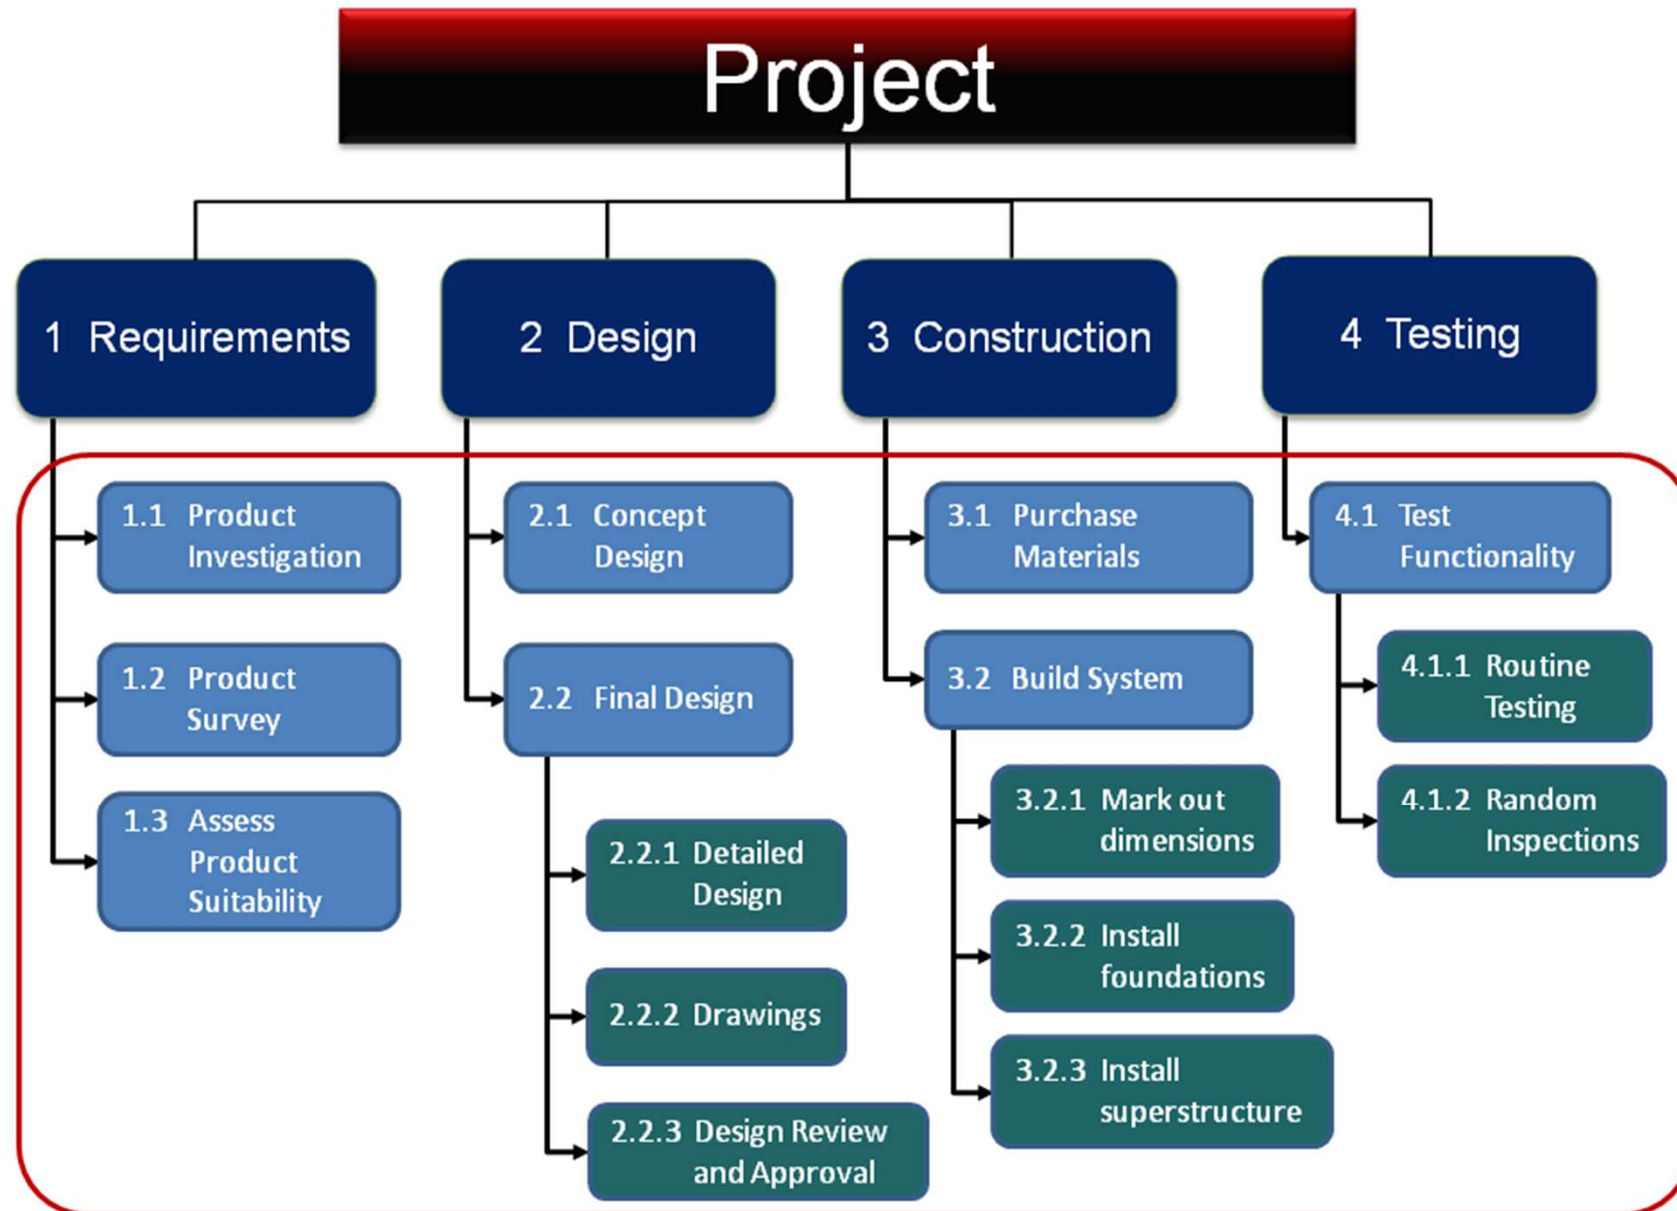 Project
1 Requirements
2 Design
3 Construction
4 Testing
1.1 Product
Investigation
1.2 Product
Survey
1.3 Assess
Product
Suitability
2.1 Concept
Design
2.2 Final Design
2.2.1 Detailed
Design
2.2.2 Drawings
2.2.3 Design Review
and Approval
3.1 Purchase
Materials
3.2 Build System
3.2.1 Mark out
dimensions
3.2.2 Install
foundations
3.2.3 Install
superstructure
4.1 Test
Functionality
4.1.1 Routine
Testing
4.1.2 Random
Inspections